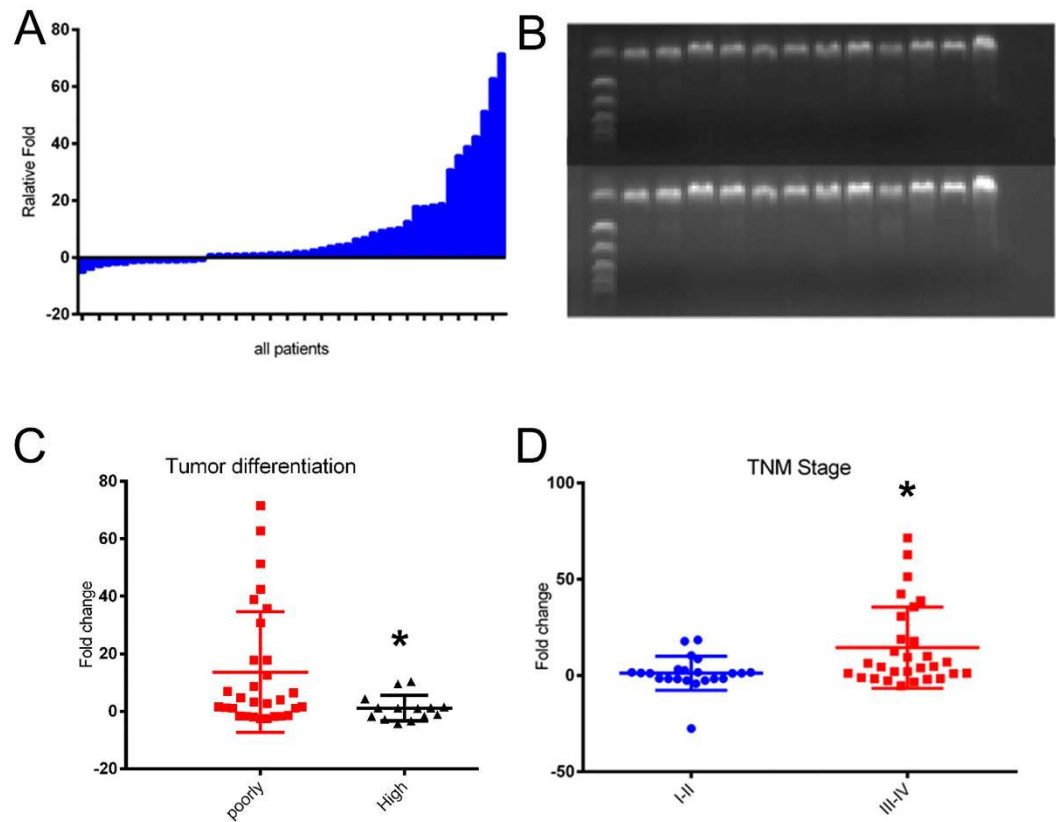 A
Ralative Fold
80
60
40
20
0
-20
all patients
B
C
Tumor differentiation
Fold change
80
60
40
20
0
-20
*
poorly
High
D
TNM Stage
Fold change
100
50
0
-50
*
I-II
III-IV